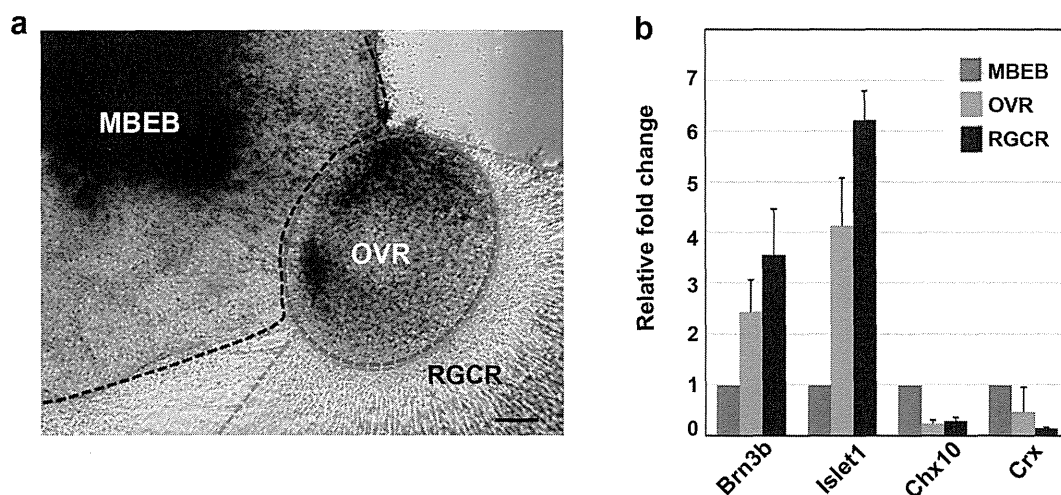 a
MBEB
OVR
RGCR
b
Relative fold change
7
6
5
4
3
2
1
0
MBEB
OVR
RGCR
Brn3b
Islet1
Chx10
Crx